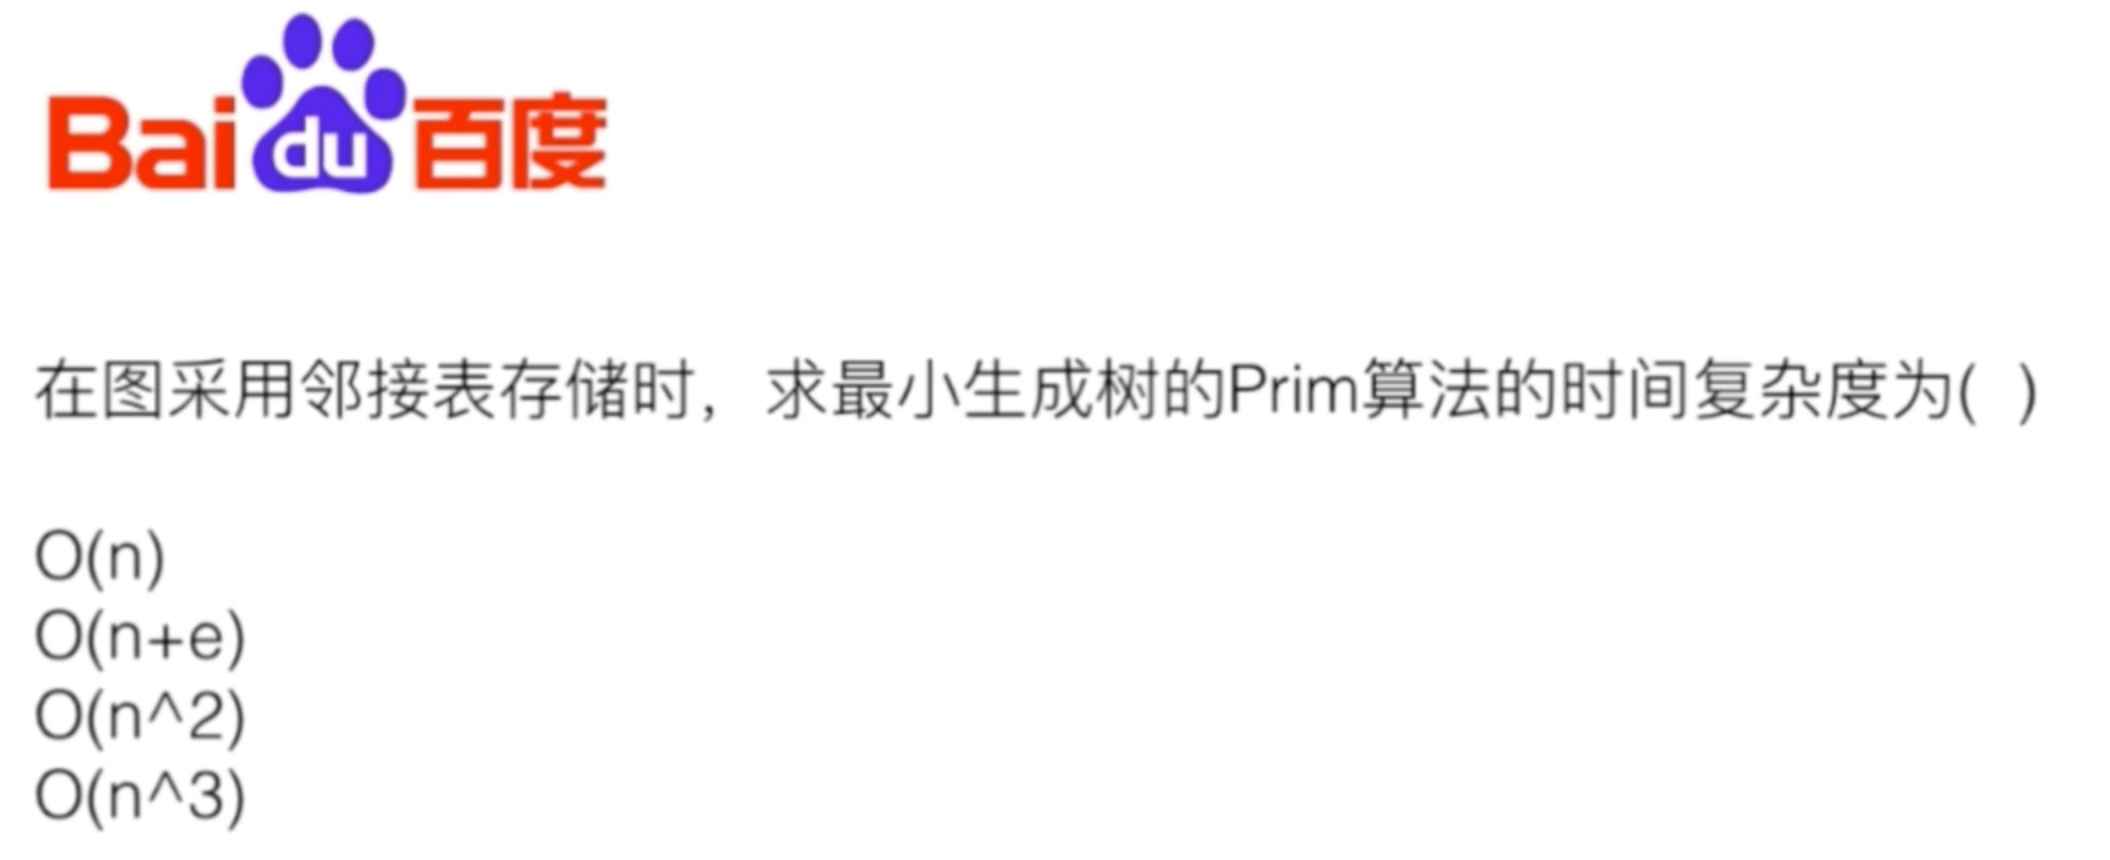 Baidu百度
在图采用邻接表存储时，求最小生成树的Prim算法的时间复杂度为( )
O(n)
O(n+e)
O(n^2)
O(n^3)